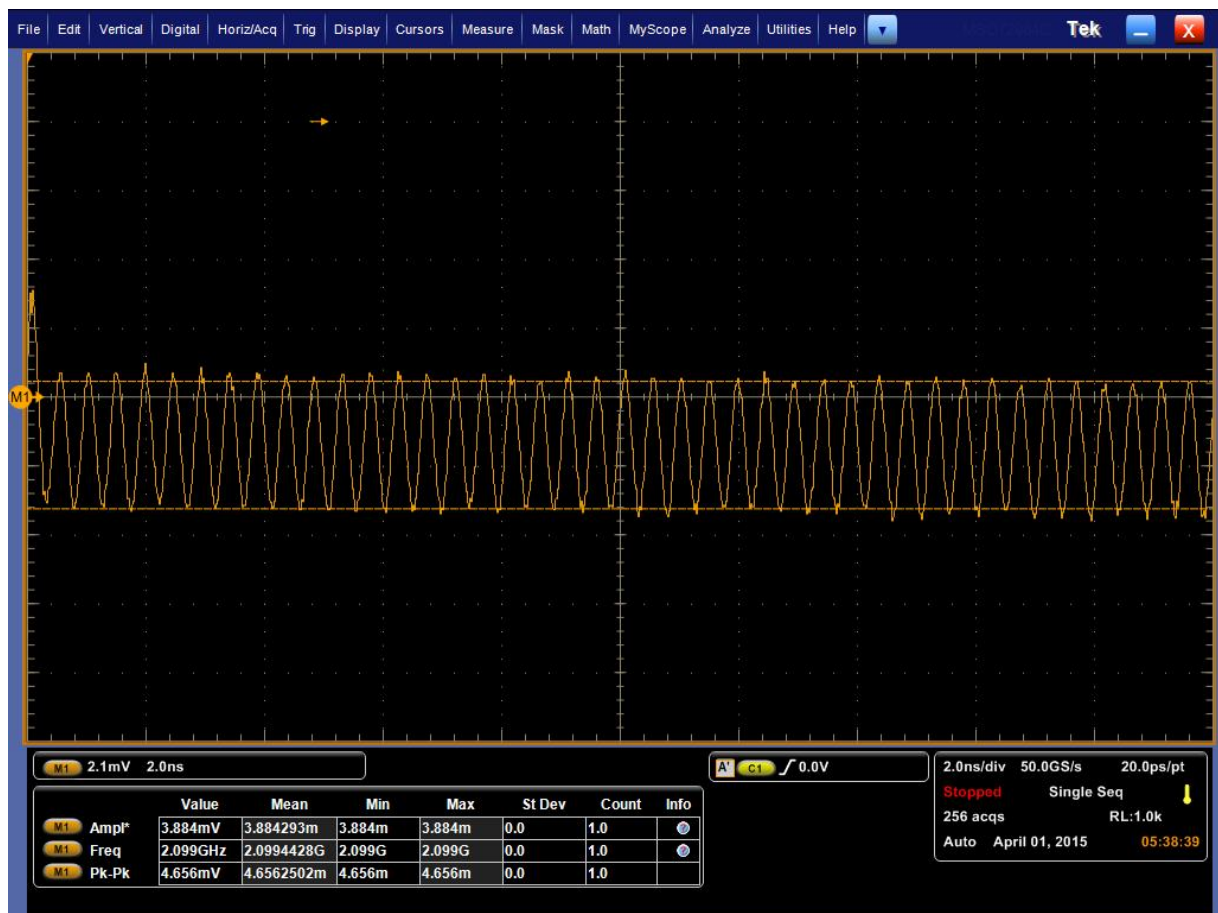 File Edit Vertical Digital Horiz/Acq Trig Display Cursors Measure Mask Math MyScope Analyze Utilities Help Tek X
M1
M1 2.1mV 2.0ns
A' C1 0.0V
2.0ns/div 50.0GS/s 20.0ps/pt
Stopped Single Seq
256 acqs RL:1.0k
Auto April 01, 2015 05:38:39
Value Mean Min Max St Dev Count Info
M1 Ampl* 3.884mV 3.884293m 3.884m 3.884m 0.0 1.0
M1 Freq 2.099GHz 2.0994428G 2.099G 2.099G 0.0 1.0
M1 Pk-Pk 4.656mV 4.6562502m 4.656m 4.656m 0.0 1.0